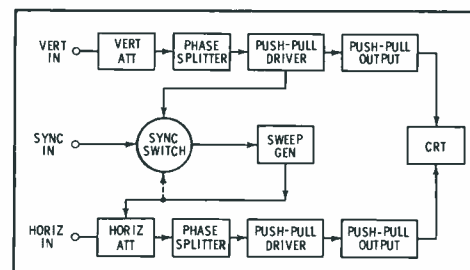 VERT IN
VERT ATT
PHASE SPLITTER
PUSH-PULL DRIVER
PUSH-PULL OUTPUT
SYNC IN
SYNC SWITCH
SWEEP GEN
CRT
HORIZ IN
HORIZ ATT
PHASE SPLITTER
PUSH-PULL DRIVER
PUSH-PULL OUTPUT